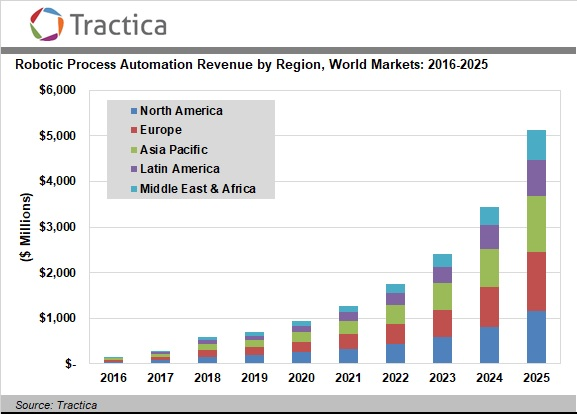 Tractica
Robotic Process Automation Revenue by Region, World Markets: 2016-2025
$6,000
$5,000
$4,000
$3,000
$2,000
$1,000
$-
($ Millions)
North America
Europe
Asia Pacific
Latin America
Middle East & Africa
2016 2017 2018 2019 2020 2021 2022 2023 2024 2025
Source: Tractica